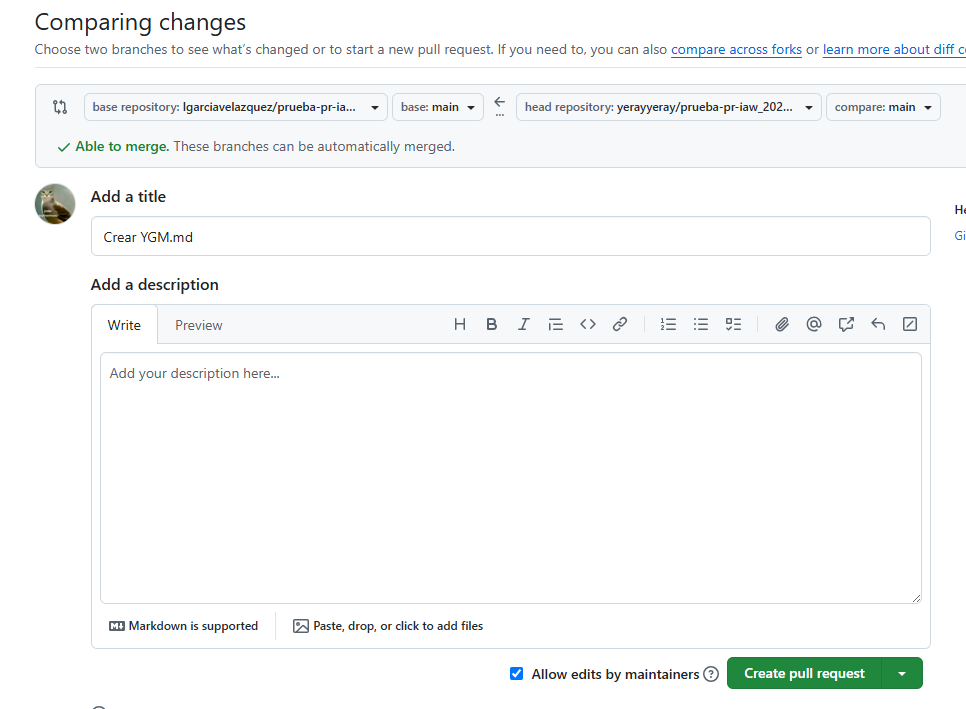 Comparing changes
Choose two branches to see what's changed or to start a new pull request. If you need to, you can also compare across forks or learn more about diff c
base repository: lgarciavelazquez/prueba-pr-ia... base: main ... head repository: yerayyeray/prueba-pr-iaw_202... compare: main
Able to merge. These branches can be automatically merged.
Add a title
He
Crear YGM.md
Gi
Add a description
Write Preview
Add your description here...
Markdown is supported Paste, drop, or click to add files
Allow edits by maintainers Create pull request